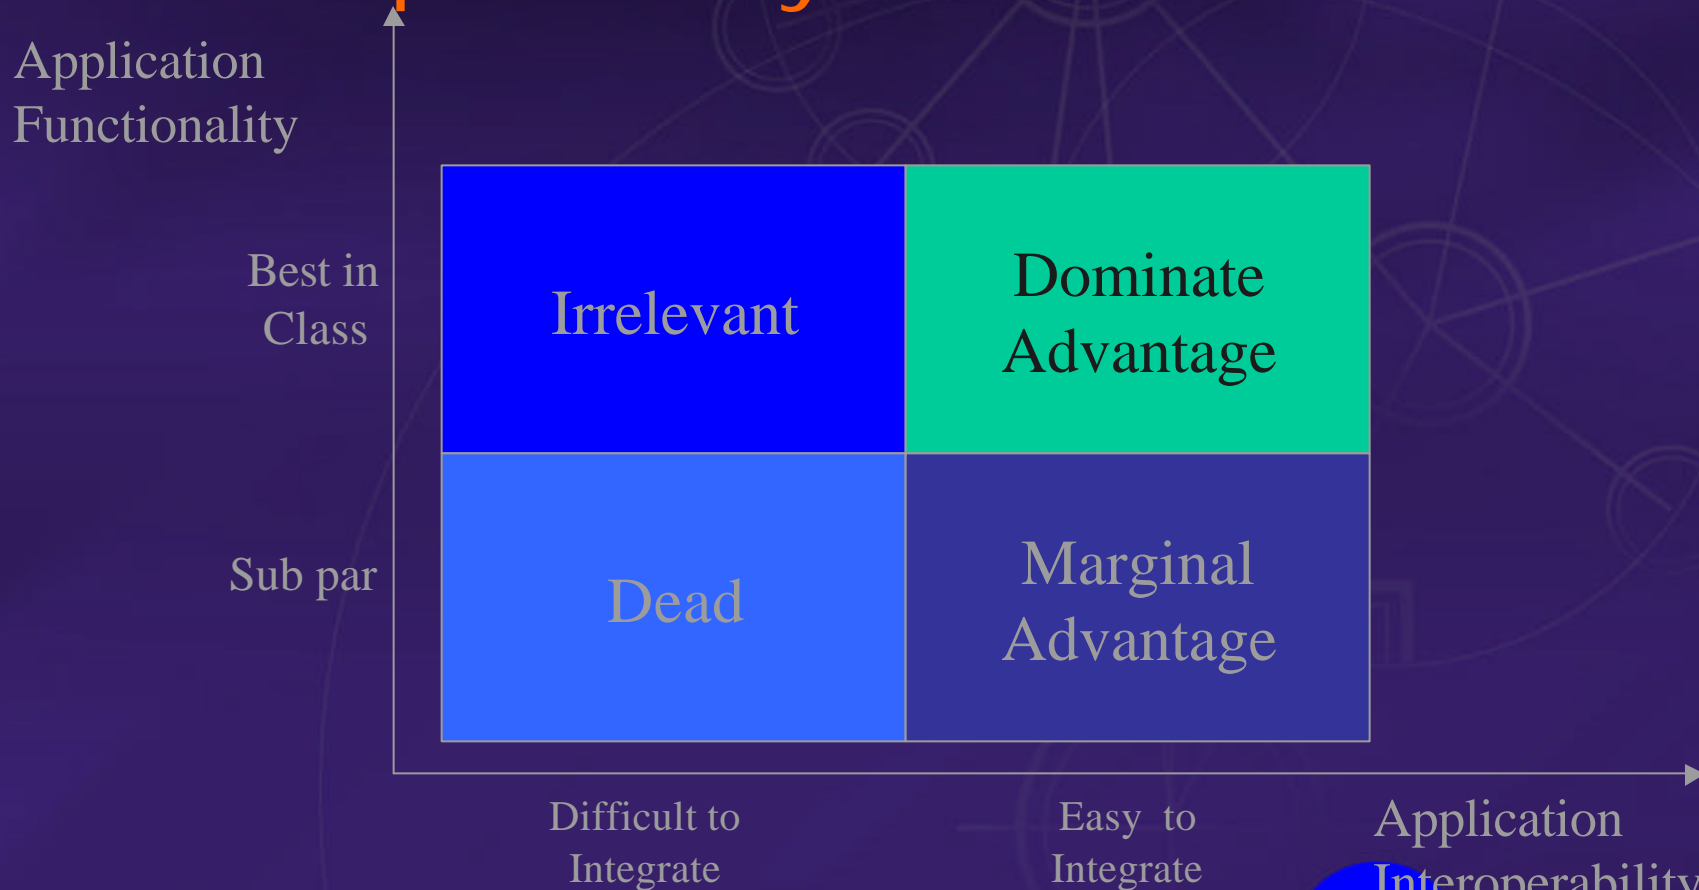 Application
Functionality
Best in
Class
Irrelevant
Dominate
Advantage
Sub par
Dead
Marginal
Advantage
Difficult to
Integrate
Easy to
Integrate
Application
Interoperability